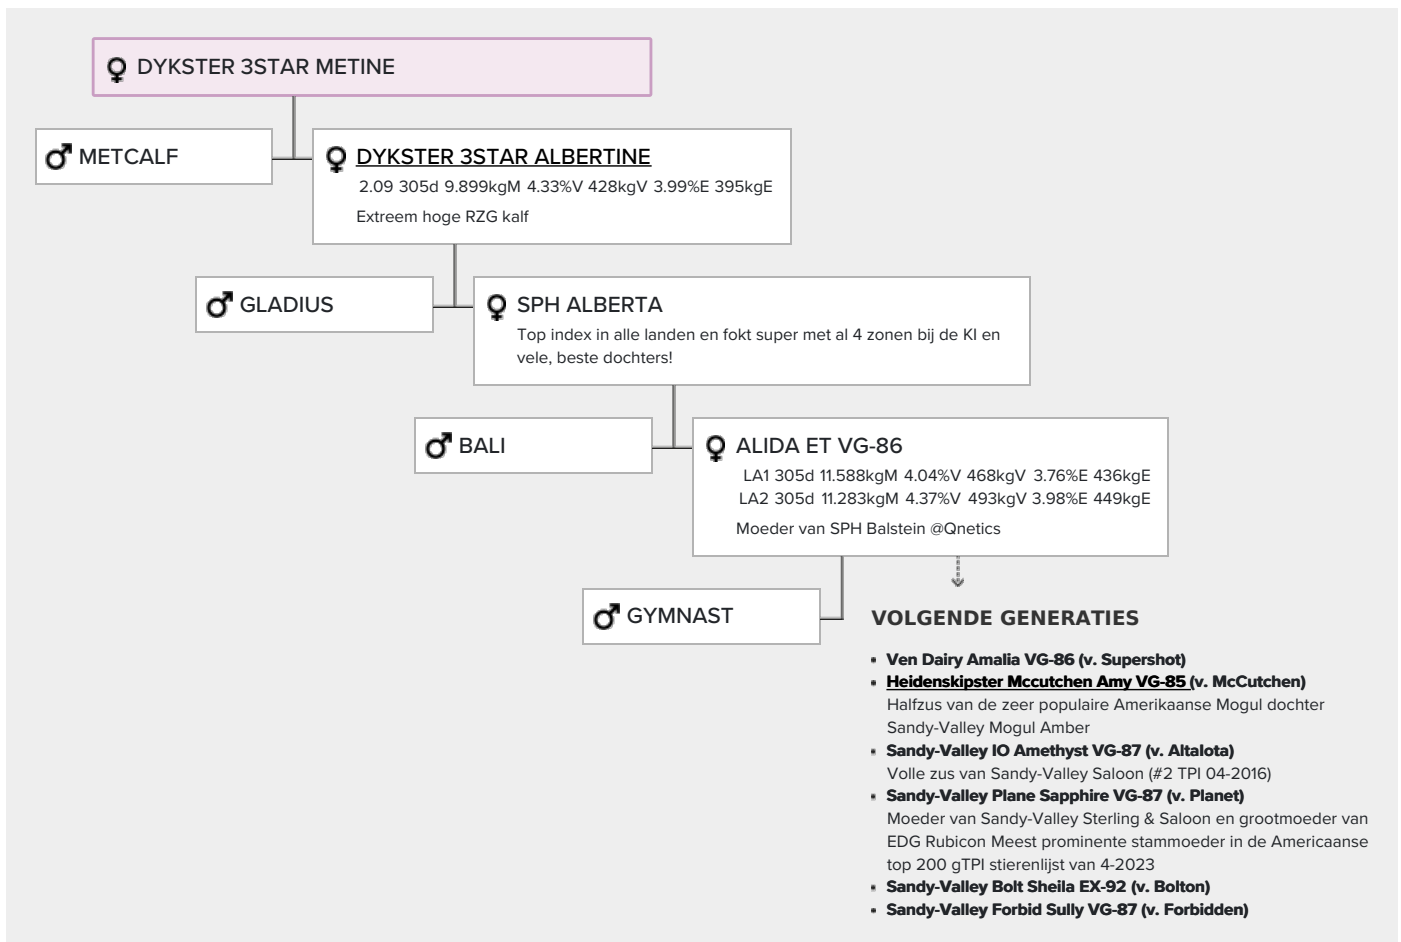 DYKSTER 3STAR METINE
METCALF
DYKSTER 3STAR ALBERTINE
2.09 305d 9.899kgM 4.33%V 428kgV 3.99%E 395kgE
Extreem hoge RZG kalf
GLADIUS
SPH ALBERTA
Top index in alle landen en fokt super met al 4 zonen bij de KI en
vele, beste dochters!
BALI
ALIDA ET VG-86
LA1 305d 11.588kgM 4.04%V 468kgV 3.76%E 436kgE
LA2 305d 11.283kgM 4.37%V 493kgV 3.98%E 449kgE
Moeder van SPH Balstein @Qnetics
GYMNAST
VOLGENDE GENERATIES
Ven Dairy Amalia VG-86 (v. Supershot)
Heidenskipster Mccutchen Amy VG-85 (v. McCutchen)
Halfzus van de zeer populaire Amerikaanse Mogul dochter
Sandy-Valley Mogul Amber
Sandy-Valley IO Amethyst VG-87 (v. AltaIota)
Volle zus van Sandy-Valley Saloon (#2 TPI 04-2016)
Sandy-Valley Plane Sapphire VG-87 (v. Planet)
Moeder van Sandy-Valley Sterling & Saloon en grootmoeder van
EDG Rubicon Meest prominente stammoeder in de Americaanse
top 200 gTPI stierenlijst van 4-2023
Sandy-Valley Bolt Sheila EX-92 (v. Bolton)
Sandy-Valley Forbid Sully VG-87 (v. Forbidden)